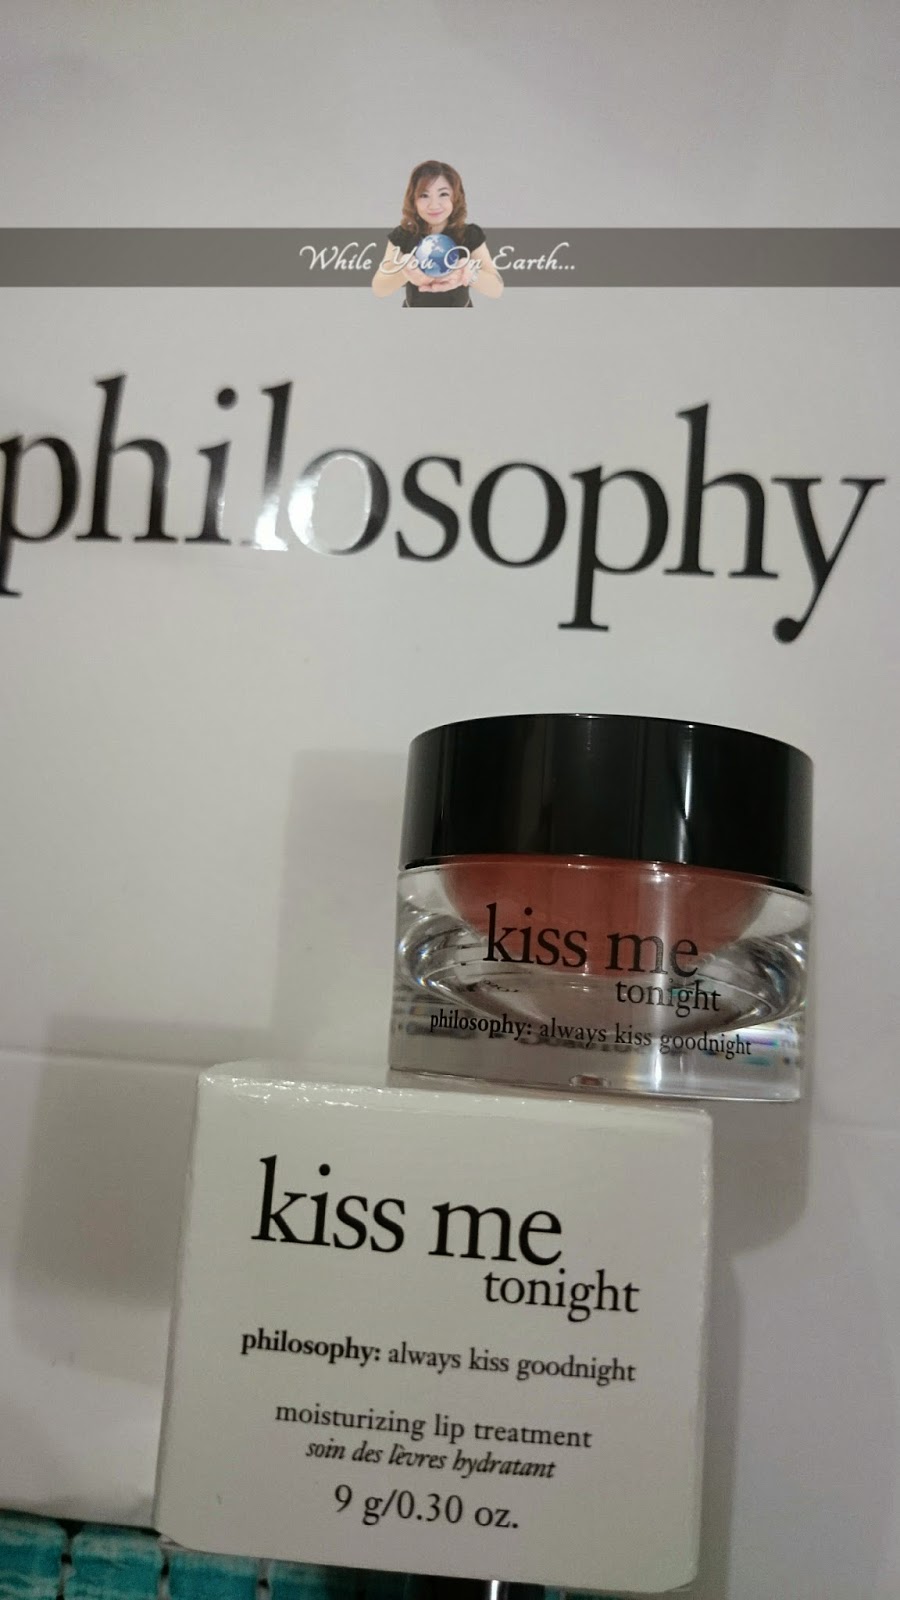 While You On Earth...
philosophy
kiss me
tonight
philosophy: always kiss goodnight
kiss me
tonight
philosophy: always kiss goodnight
moisturizing lip treatment
soin des lèvres hydratant
9 g/0.30 oz.